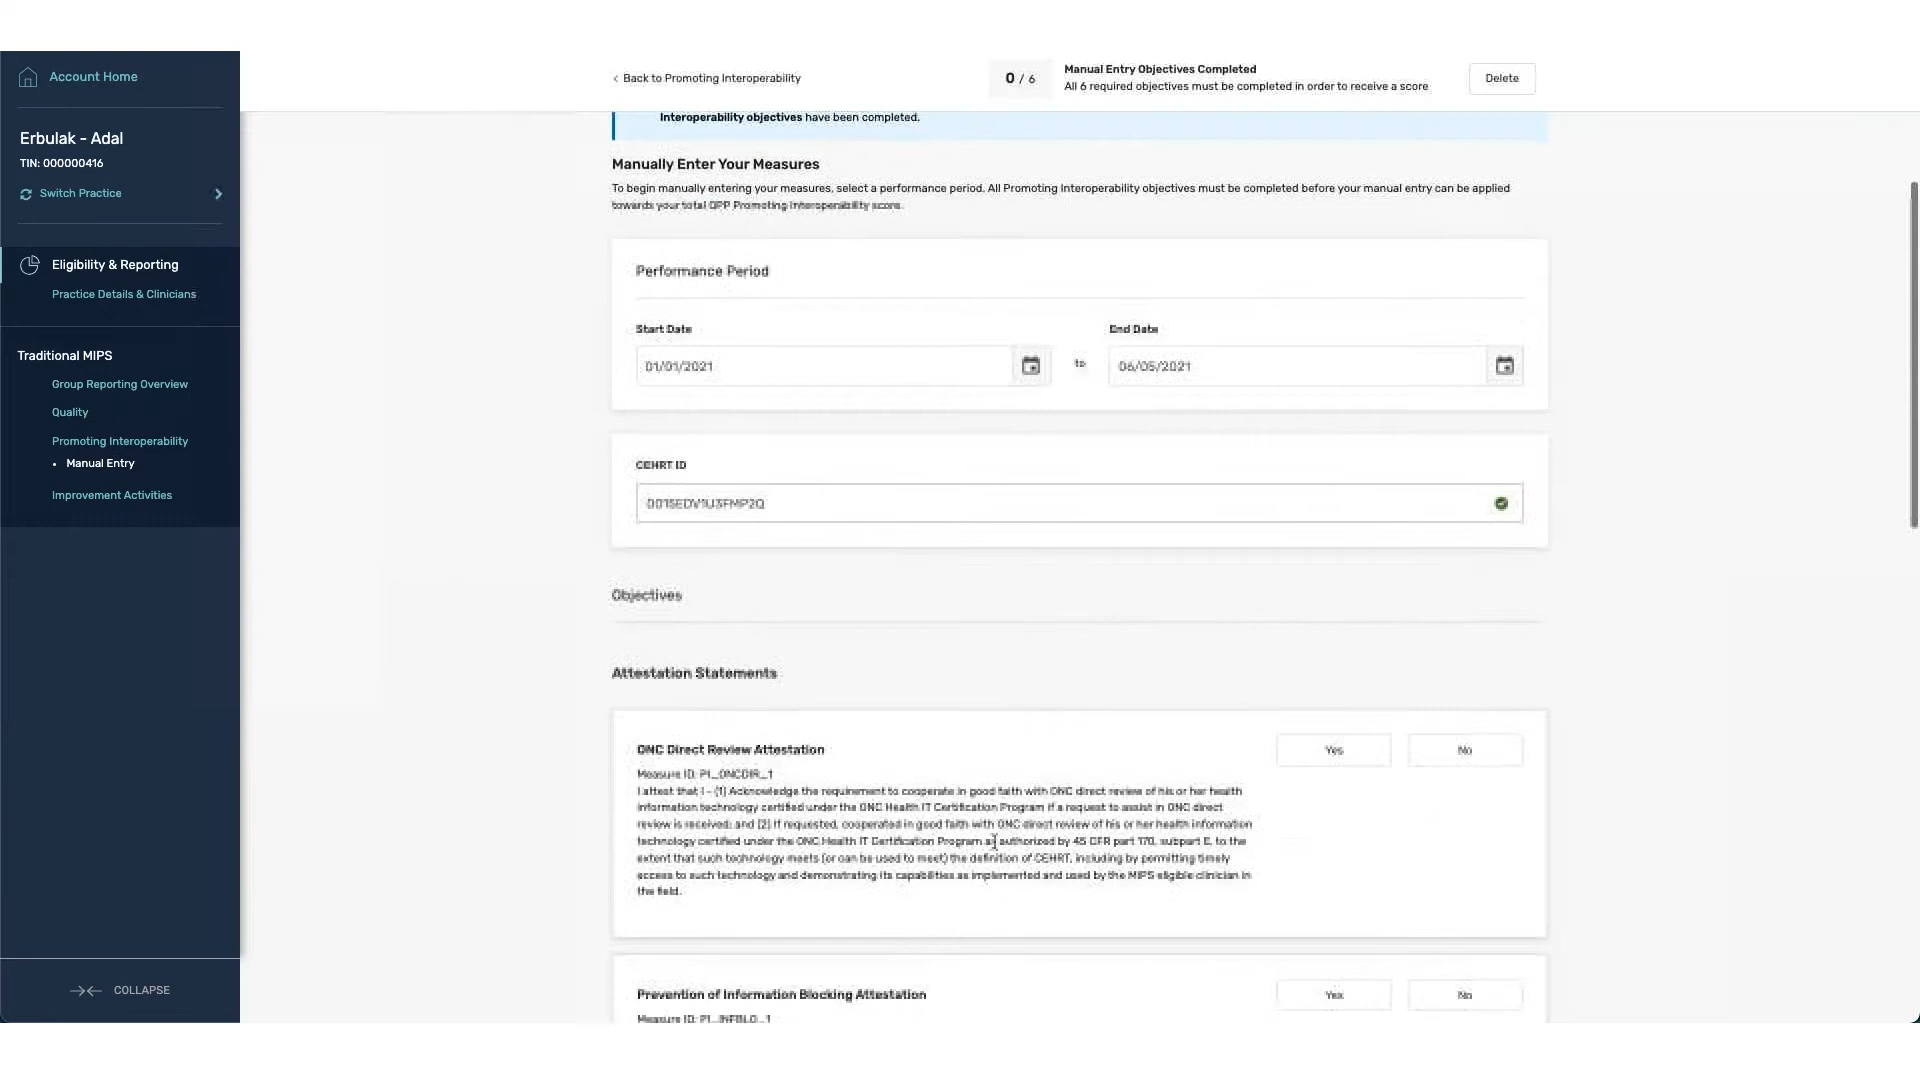 Account Home
Erbulak - Adal
TIN: 000000416
Switch Practice
Eligibility & Reporting
Practice Details & Clinicians
Traditional MIPS
Group Reporting Overview
Quality
Promoting Interoperability
• Manual Entry
Improvement Activities
COLLAPSE
Back to Promoting Interoperability
0 / 6
Manual Entry Objectives Completed
All 6 required objectives must be completed in order to receive a score
Delete
Interoperability objectives have been completed.
Manually Enter Your Measures
To begin manually entering your measures, select a performance period. All Promoting Interoperability objectives must be completed before your manual entry can be applied
towards your total QPP Promoting Interoperability score.
Performance Period
Start Date
01/01/2021
to
End Date
06/05/2021
CEHRT ID
0015EDV1U3FMP2Q
Objectives
Attestation Statements
ONC Direct Review Attestation
Yes
No
Measure ID: PI_ONCDIR_1
I attest that I - (1) Acknowledge the requirement to cooperate in good faith with ONC direct review of his or her health
information technology certified under the ONC Health IT Certification Program if a request to assist in ONC direct
review is received; and (2) If requested, cooperated in good faith with ONC direct review of his or her health information
technology certified under the ONC Health IT Certification Program as authorized by 45 CFR part 170, subpart E, to the
extent that such technology meets (or can be used to meet) the definition of CEHRT, including by permitting timely
access to such technology and demonstrating its capabilities as implemented and used by the MIPS eligible clinician in
the field.
Prevention of Information Blocking Attestation
Yes
No
Measure ID: PI_INFBLO_1